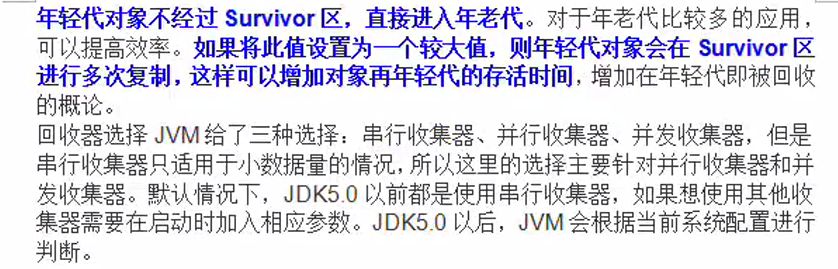 年轻代对象不经过 Survivor 区，直接进入年老代。对于年老代比较多的应用，
可以提高效率。如果将此值设置为一个较大值，则年轻代对象会在 Survivor 区
进行多次复制，这样可以增加对象再年轻代的存活时间，增加在年轻代即被回收
的概论。
回收器选择 JVM 给了三种选择：串行收集器、并行收集器、并发收集器，但是
串行收集器只适用于小数据量的情况，所以这里的选择主要针对并行收集器和并
发收集器。默认情况下，JDK5.0 以前都是使用串行收集器，如果想使用其他收
集器需要在启动时加入相应参数。JDK5.0 以后，JVM 会根据当前系统配置进行
判断。